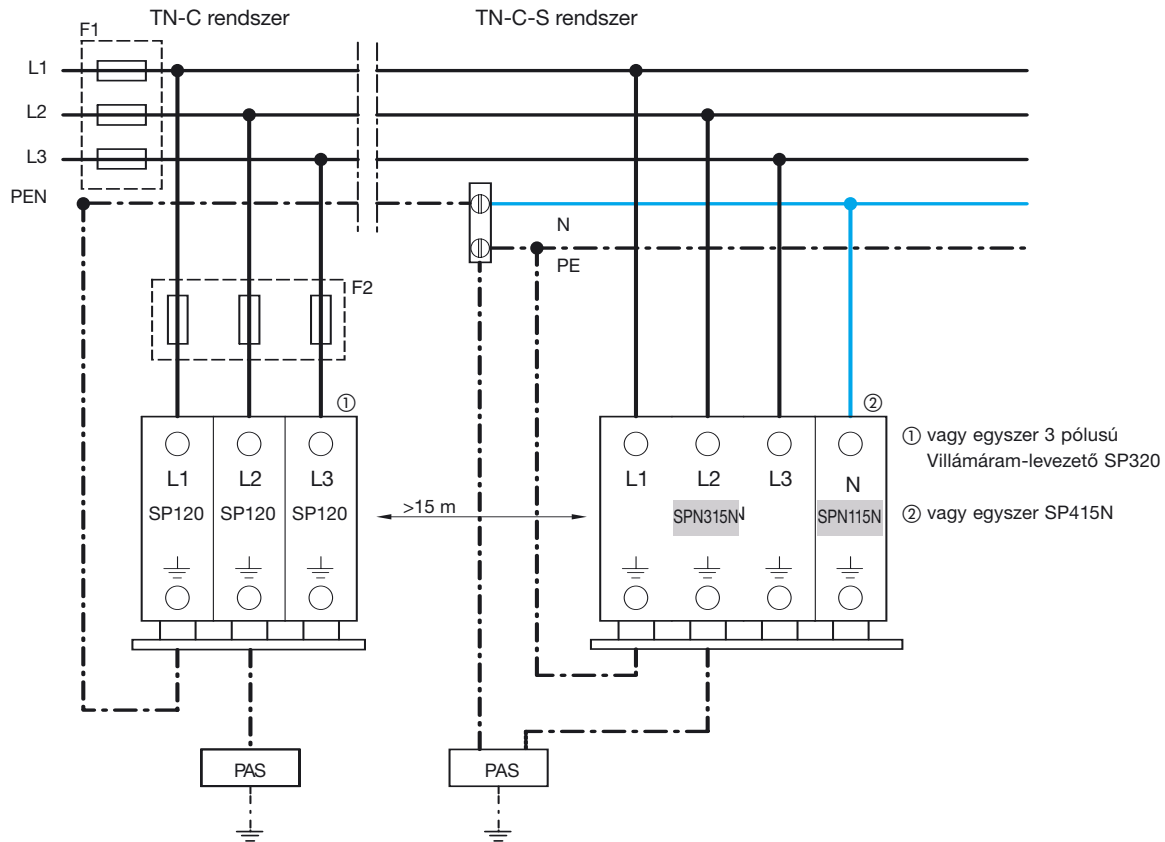 TN-C rendszer
TN-C-S rendszer
F1
L1
L2
L3
PEN
N
PE
F2
①
②
L1 L2 L3
SP120 SP120 SP120
>15 m
L1 L2 L3 N
SPN315N SPN115N
① vagy egyszer 3 pólusú
Villámáram-levezető SP320
② vagy egyszer SP415N
PAS
PAS